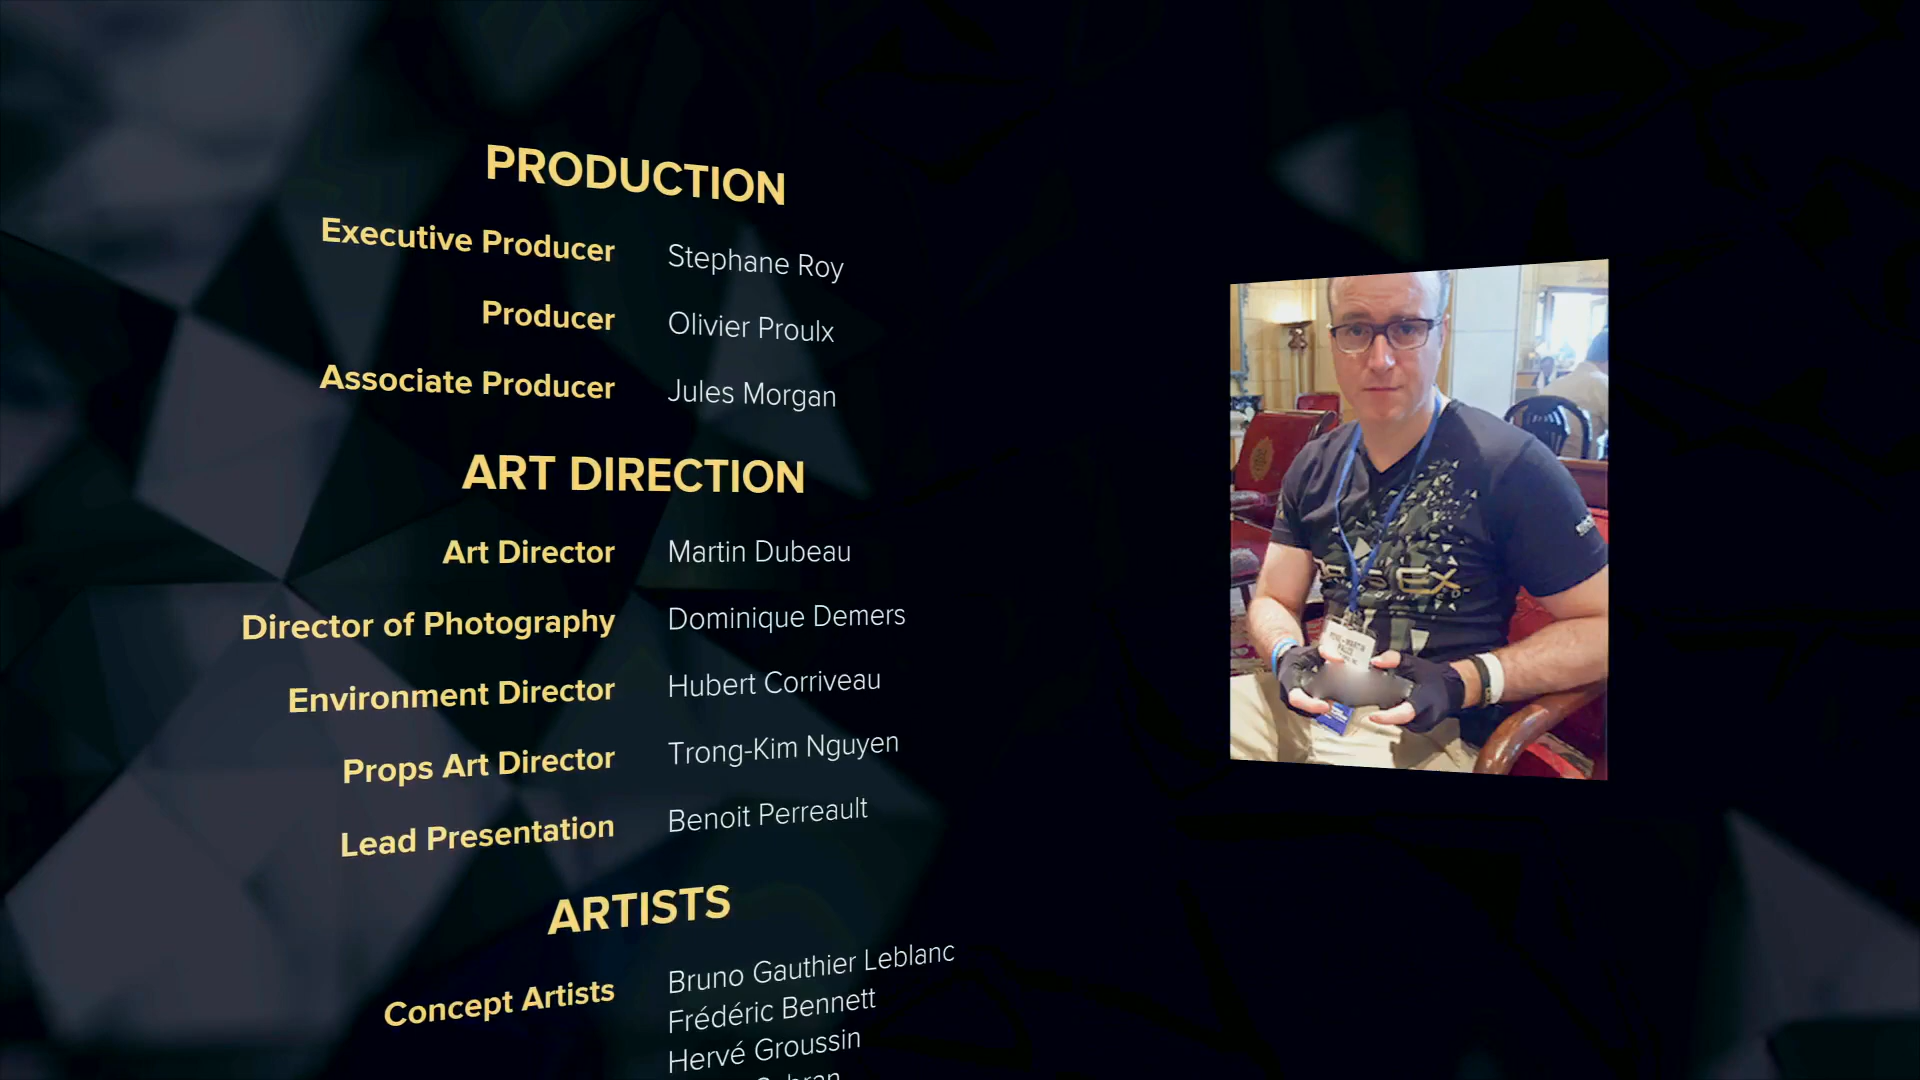 PRODUCTION
Executive Producer Stephane Roy
Producer Olivier Proulx
Associate Producer Jules Morgan
ART DIRECTION
Art Director Martin Dubeau
Director of Photography Dominique Demers
Environment Director Hubert Corriveau
Props Art Director Trong-Kim Nguyen
Lead Presentation Benoit Perreault
ARTISTS
Concept Artists Bruno Gauthier Leblanc
Frédéric Bennett
Hervé Groussin